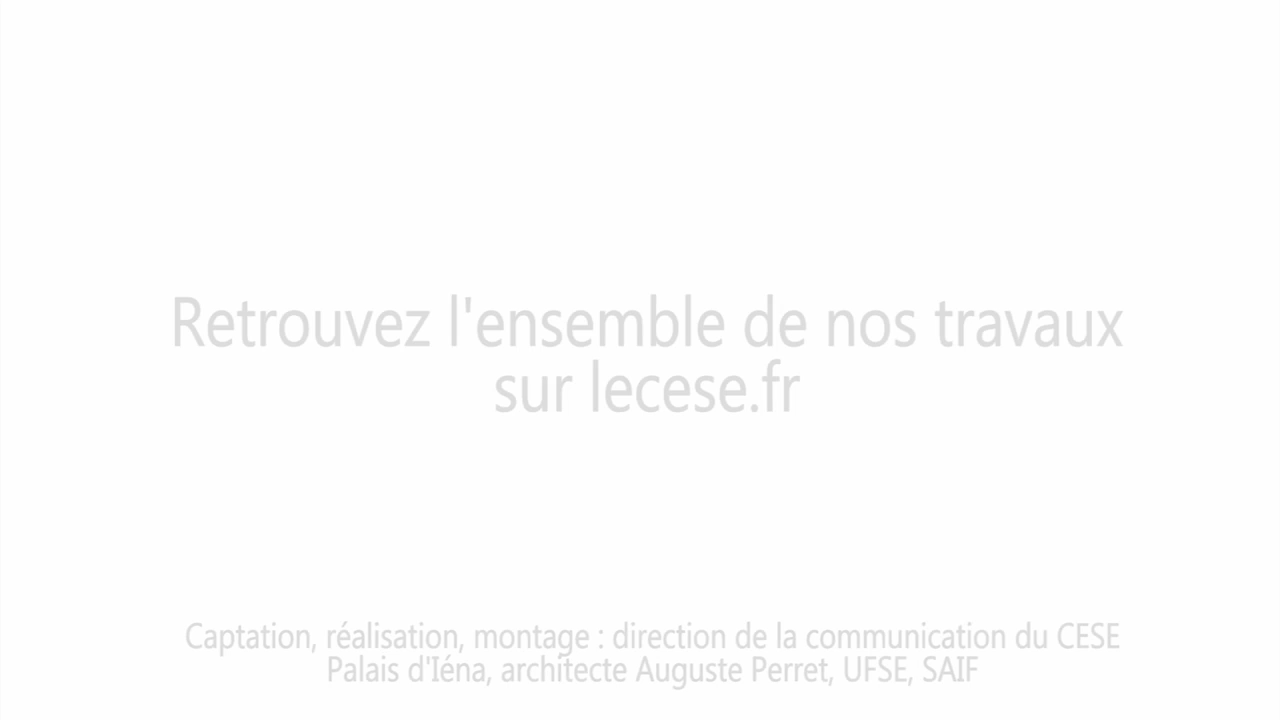 Retrouvez l'ensemble de nos travaux
sur lecese.fr
Captation, réalisation, montage : direction de la communication du CESE
Palais d'Iéna, architecte Auguste Perret, UFSE, SAIF